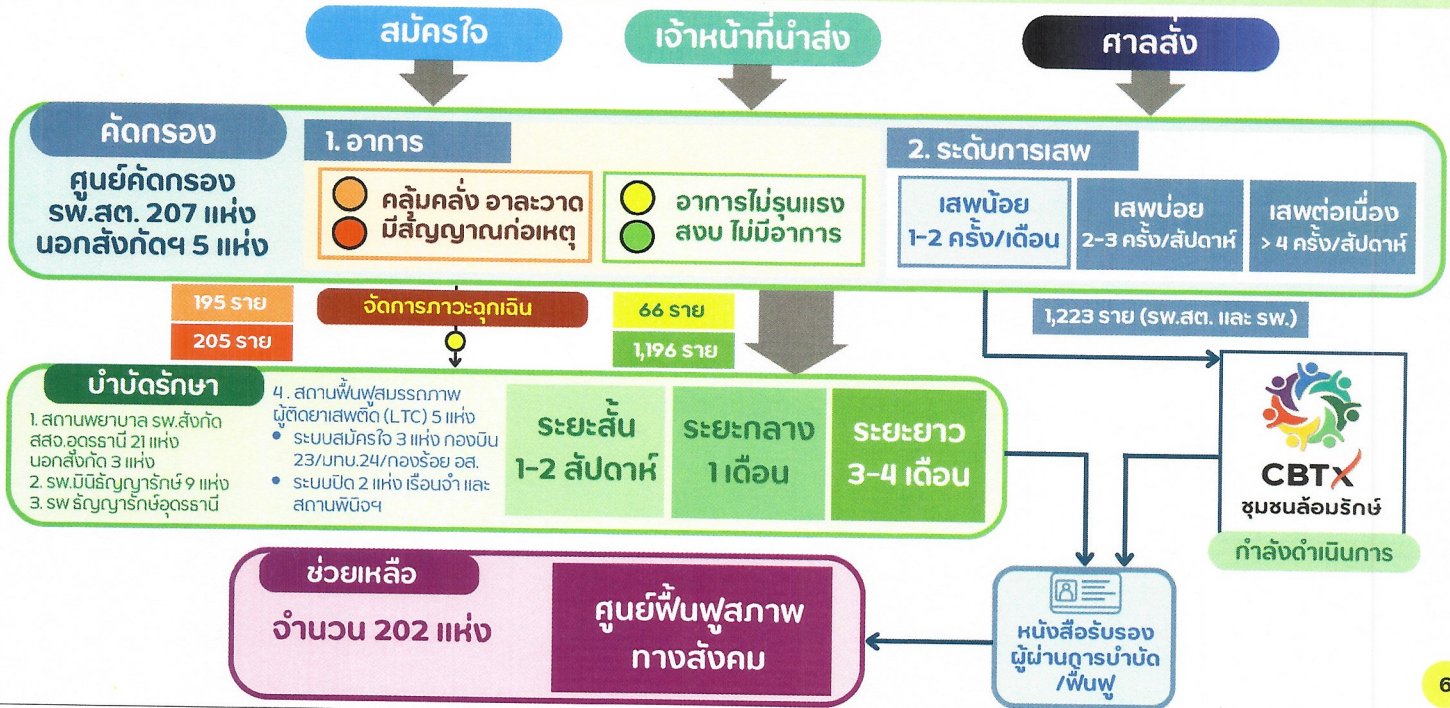 สมัครใจ
เจ้าหน้าที่นำส่ง
ศาลสั่ง
คัดกรอง
ศูนย์คัดกรอง
รพ.สต. 207 แห่ง
นอกสังกัดฯ 5 แห่ง
1. อาการ
คลุ้มคลั่ง อาละวาด
มีสัญญาณก่อเหตุ
อาการไม่รุนแรง
สงบ ไม่มีอาการ
2. ระดับการเสพ
เสพน้อย
1-2 ครั้ง/เดือน
เสพบ่อย
2-3 ครั้ง/สัปดาห์
เสพต่อเนื่อง
> 4 ครั้ง/สัปดาห์
195 ราย
205 ราย
จัดการภาวะฉุกเฉิน
66 ราย
1,196 ราย
1,223 ราย (รพ.สต. และ รพ.)
บำบัดรักษา
1. สถานพยาบาล รพ.สังกัด
สสจ.อุดรธานี 21 แห่ง
นอกสังกัด 3 แห่ง
2. รพ.มินิธัญญารักษ์ 9 แห่ง
3. รพ ธัญญารักษ์อุดรธานี
4 . สถานฟื้นฟูสมรรถภาพ
ผู้ติดยาเสพติด (LTC) 5 แห่ง
• ระบบสมัครใจ 3 แห่ง กองบิน
23/มทบ.24/กองร้อย อส.
• ระบบปิด 2 แห่ง เรือนจำ และ
สถานพินิจฯ
ระยะสั้น
1-2 สัปดาห์
ระยะกลาง
1 เดือน
ระยะยาว
3-4 เดือน
CBTX
ชุมชนล้อมรักษ์
กำลังดำเนินการ
ช่วยเหลือ
จำนวน 202 แห่ง
ศูนย์ฟื้นฟูสภาพ
ทางสังคม
หนังสือรับรอง
ผู้ผ่านการบำบัด
/ฟื้นฟู
6